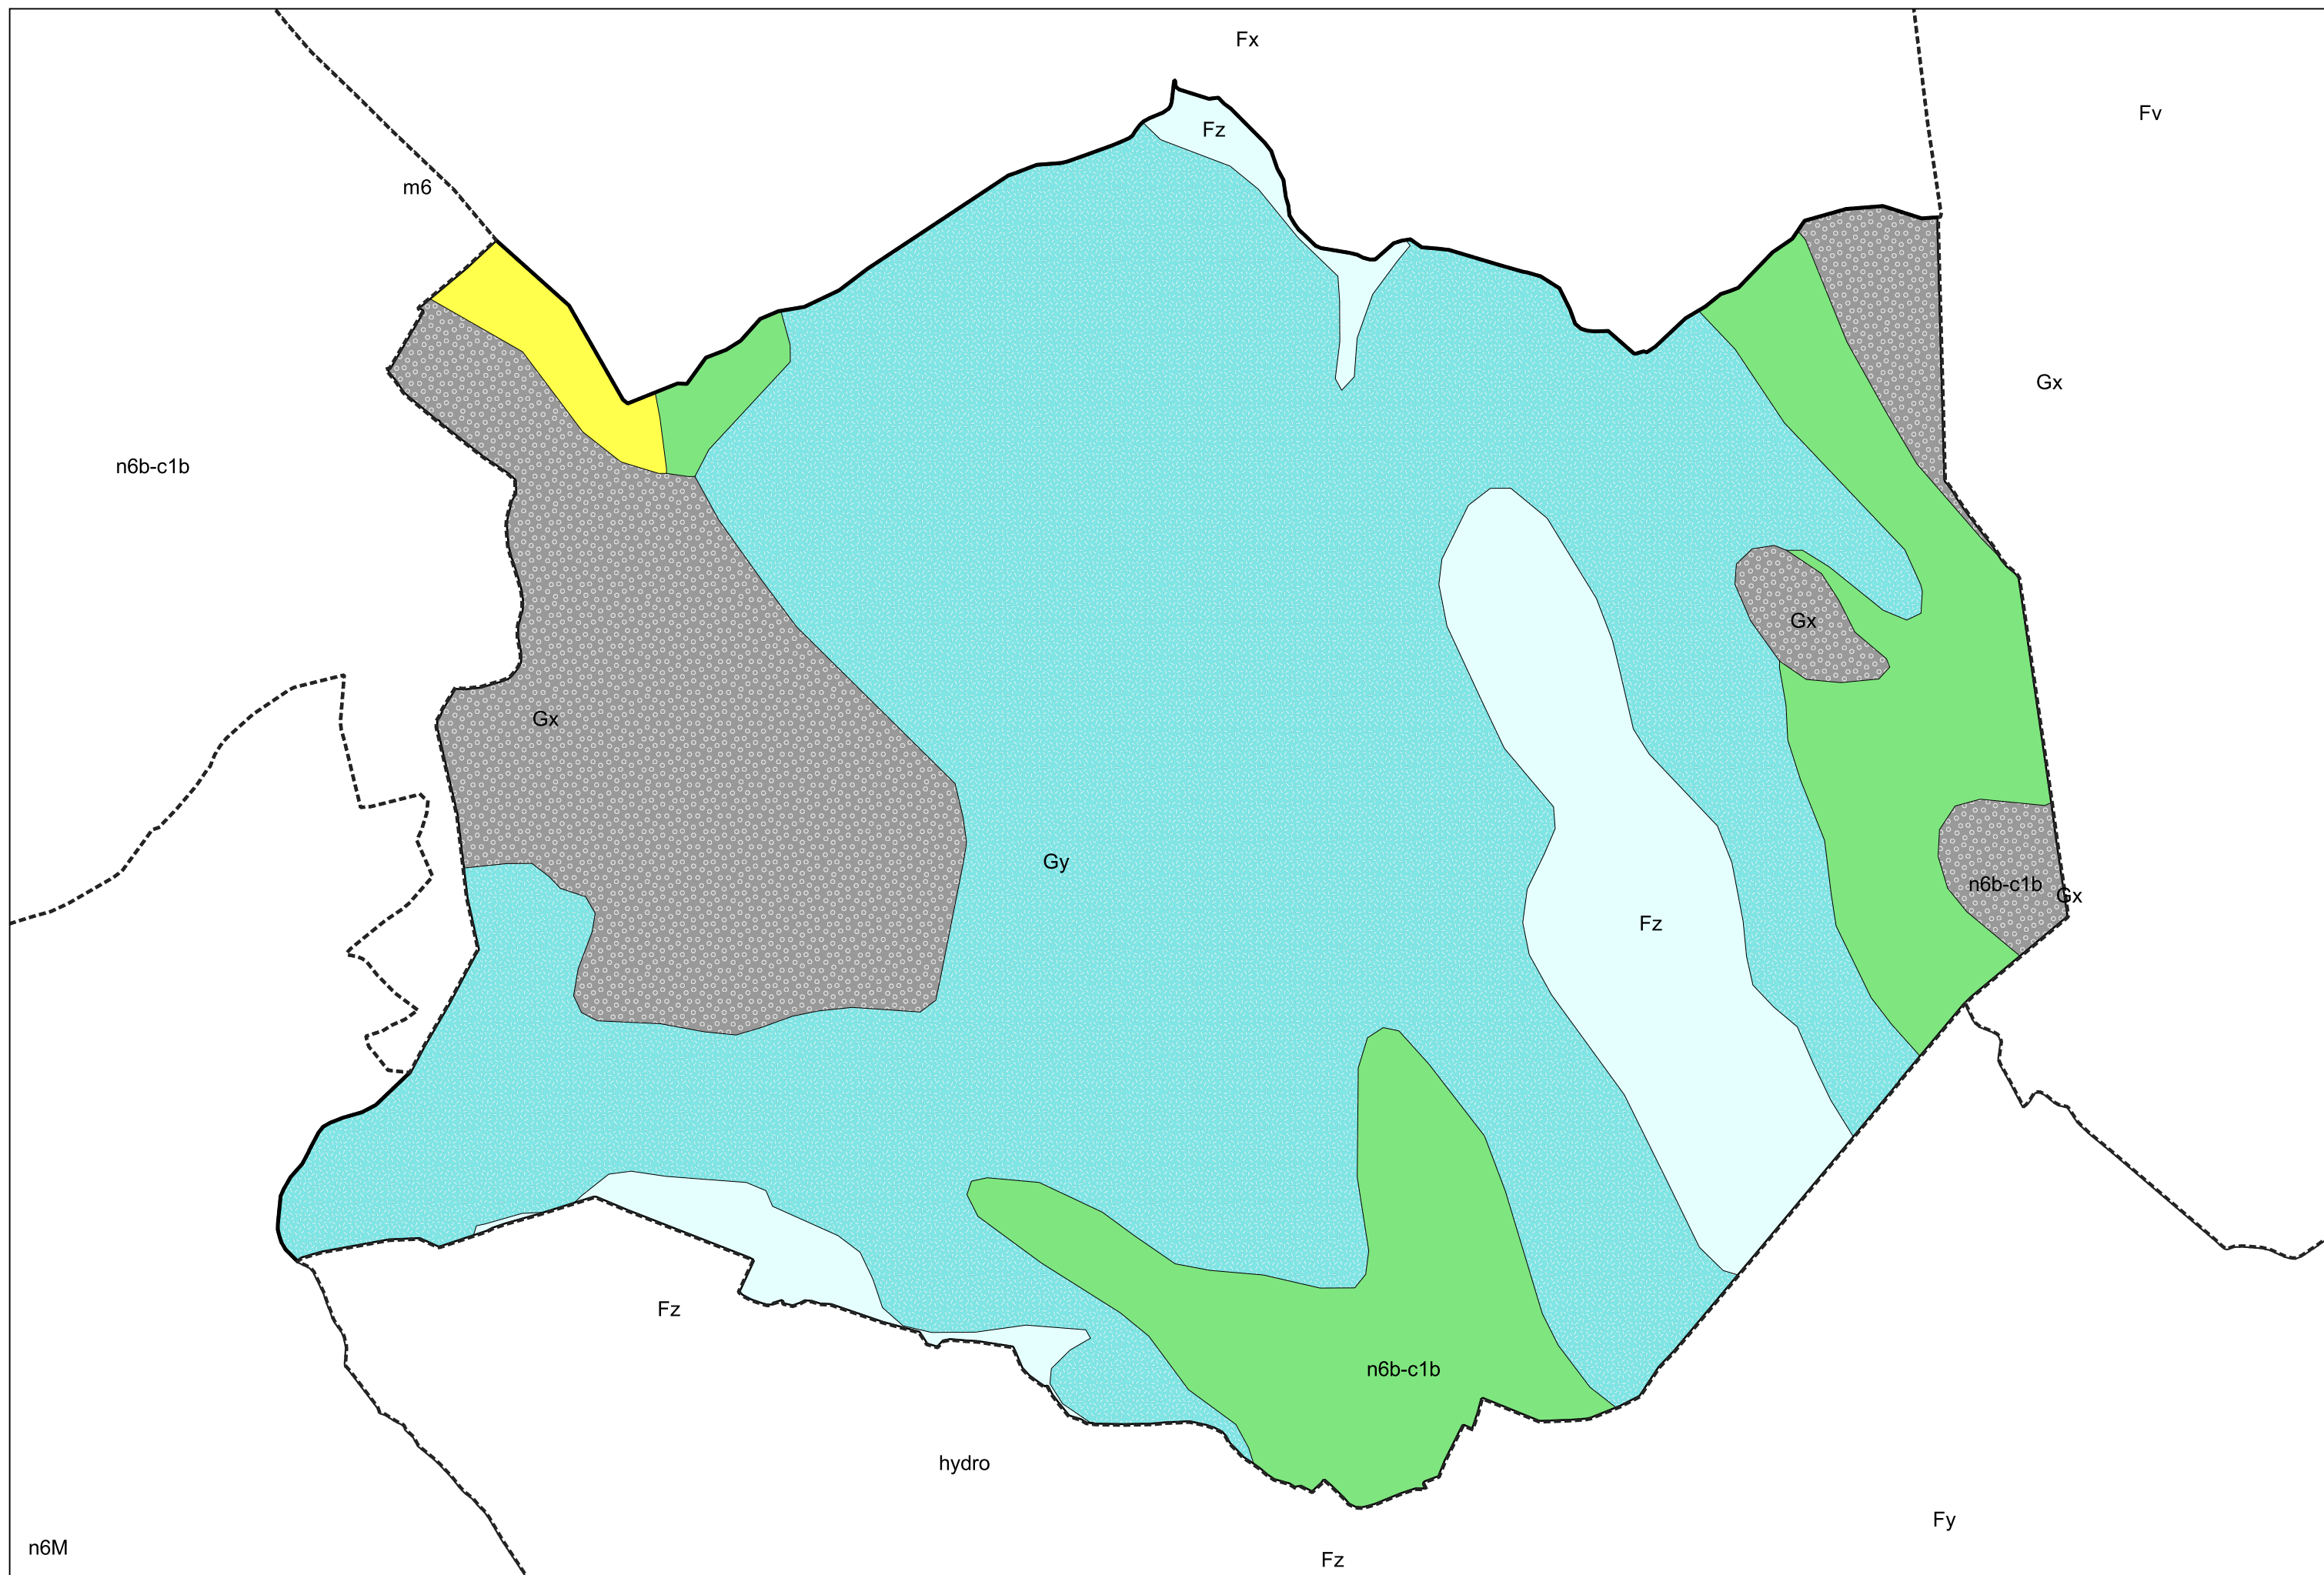 Fx
Fv
Fz
m6
Gx
n6b-c1b
Gx
Gx
Gy
n6b-c1b
Gx
Fz
Fz
n6b-c1b
hydro
Fy
n6M
Fz